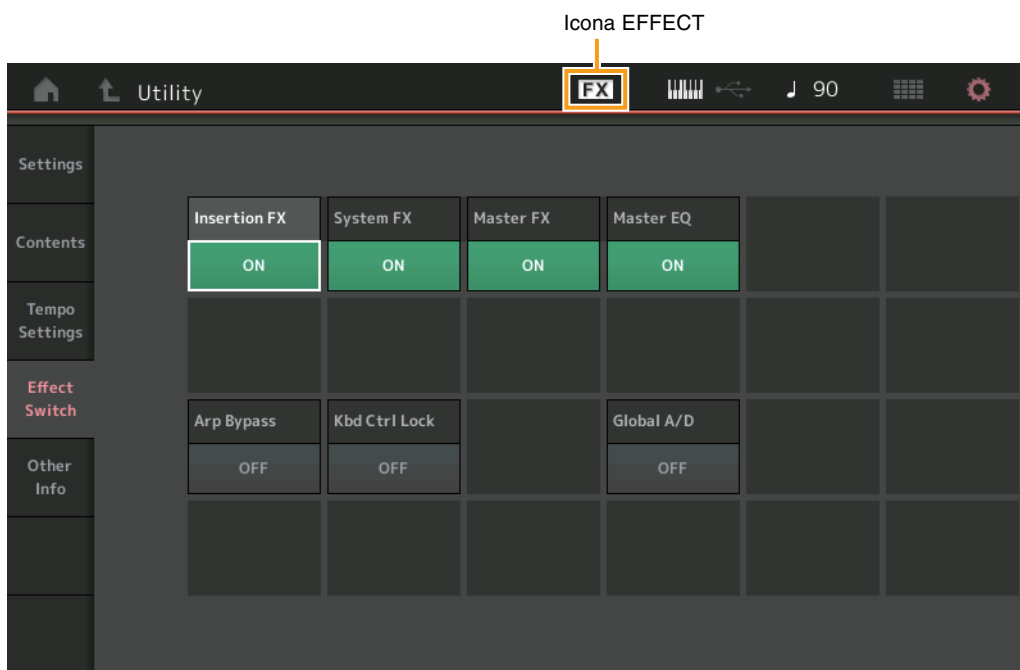 Icona EFFECT
Utility
FX
90
Settings
Contents
Tempo
Settings
Effect
Switch
Other
Info
Insertion FX
System FX
Master FX
Master EQ
ON
ON
ON
ON
Arp Bypass
Kbd Ctrl Lock
Global A/D
OFF
OFF
OFF